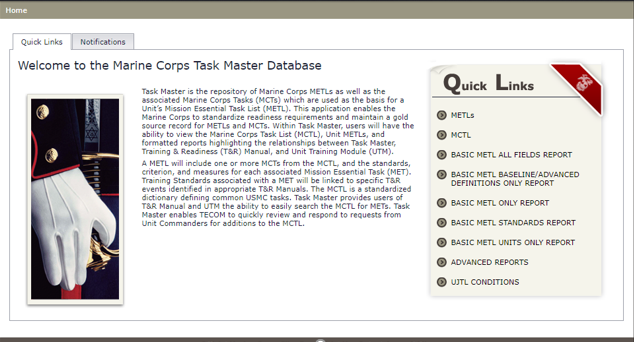 Home
Quick Links
Notifications
Welcome to the Marine Corps Task Master Database
Task Master is the repository of Marine Corps METLs as well as the
associated Marine Corps Tasks (MCTs) which are used as the basis for a
Unit's Mission Essential Task List (METL). This application enables the
Marine Corps to standardize readiness requirements and maintain a gold
source record for METLs and MCTs. Within Task Master, users will have the
ability to view the Marine Corps Task List (MCTL), Unit METLs, and
formatted reports highlighting the relationships between Task Master,
Training & Readiness (T&R) Manual, and Unit Training Module (UTM).
A METL will include one or more MCTs from the MCTL, and the standards,
criterion, and measures for each associated Mission Essential Task (MET).
Training Standards associated with a MET will be linked to specific T&R
events identified in appropriate T&R Manuals. The MCTL is a standardized
dictionary defining common USMC tasks. Task Master provides users of
T&R Manual and UTM the ability to easily search the MCTL for METs. Task
Master enables TECOM to quickly review and respond to requests from
Unit Commanders for additions to the MCTL.
Quick Links
METLs
MCTL
BASIC METL ALL FIELDS REPORT
BASIC METL BASELINE/ADVANCED
DEFINITIONS ONLY REPORT
BASIC METL ONLY REPORT
BASIC METL STANDARDS REPORT
BASIC METL UNITS ONLY REPORT
ADVANCED REPORTS
UJTL CONDITIONS